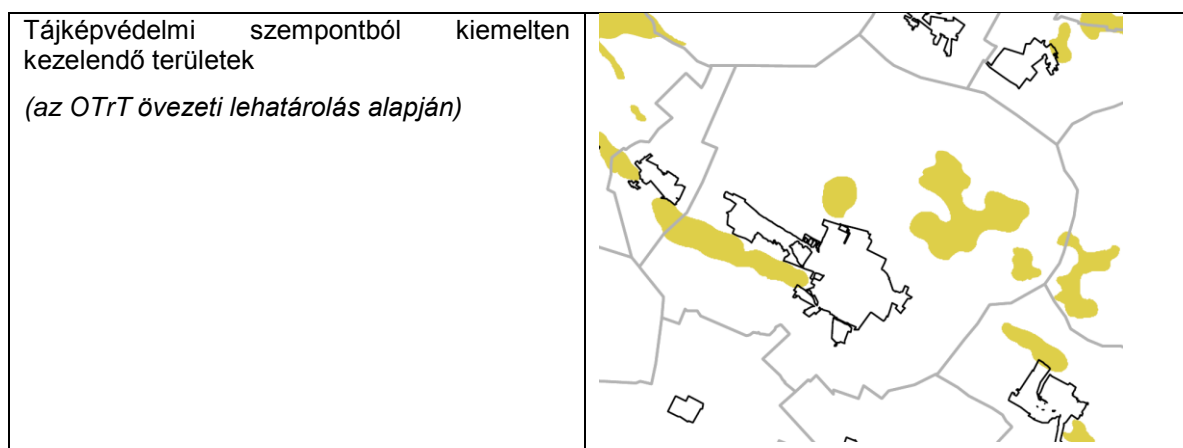 Tájképvédelmi szempontból kiemelten
kezelendő területek
(az OTrT övezeti lehatárolás alapján)